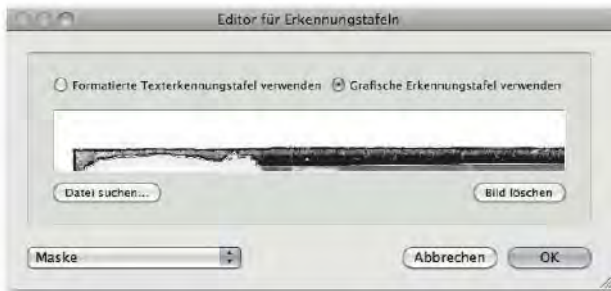 Editor für Erkennungstafeln
Formatierte Texterkennungstafel verwenden Grafische Erkennungstafel verwenden
Datei suchen... Bild löschen
Maske Abbrechen OK